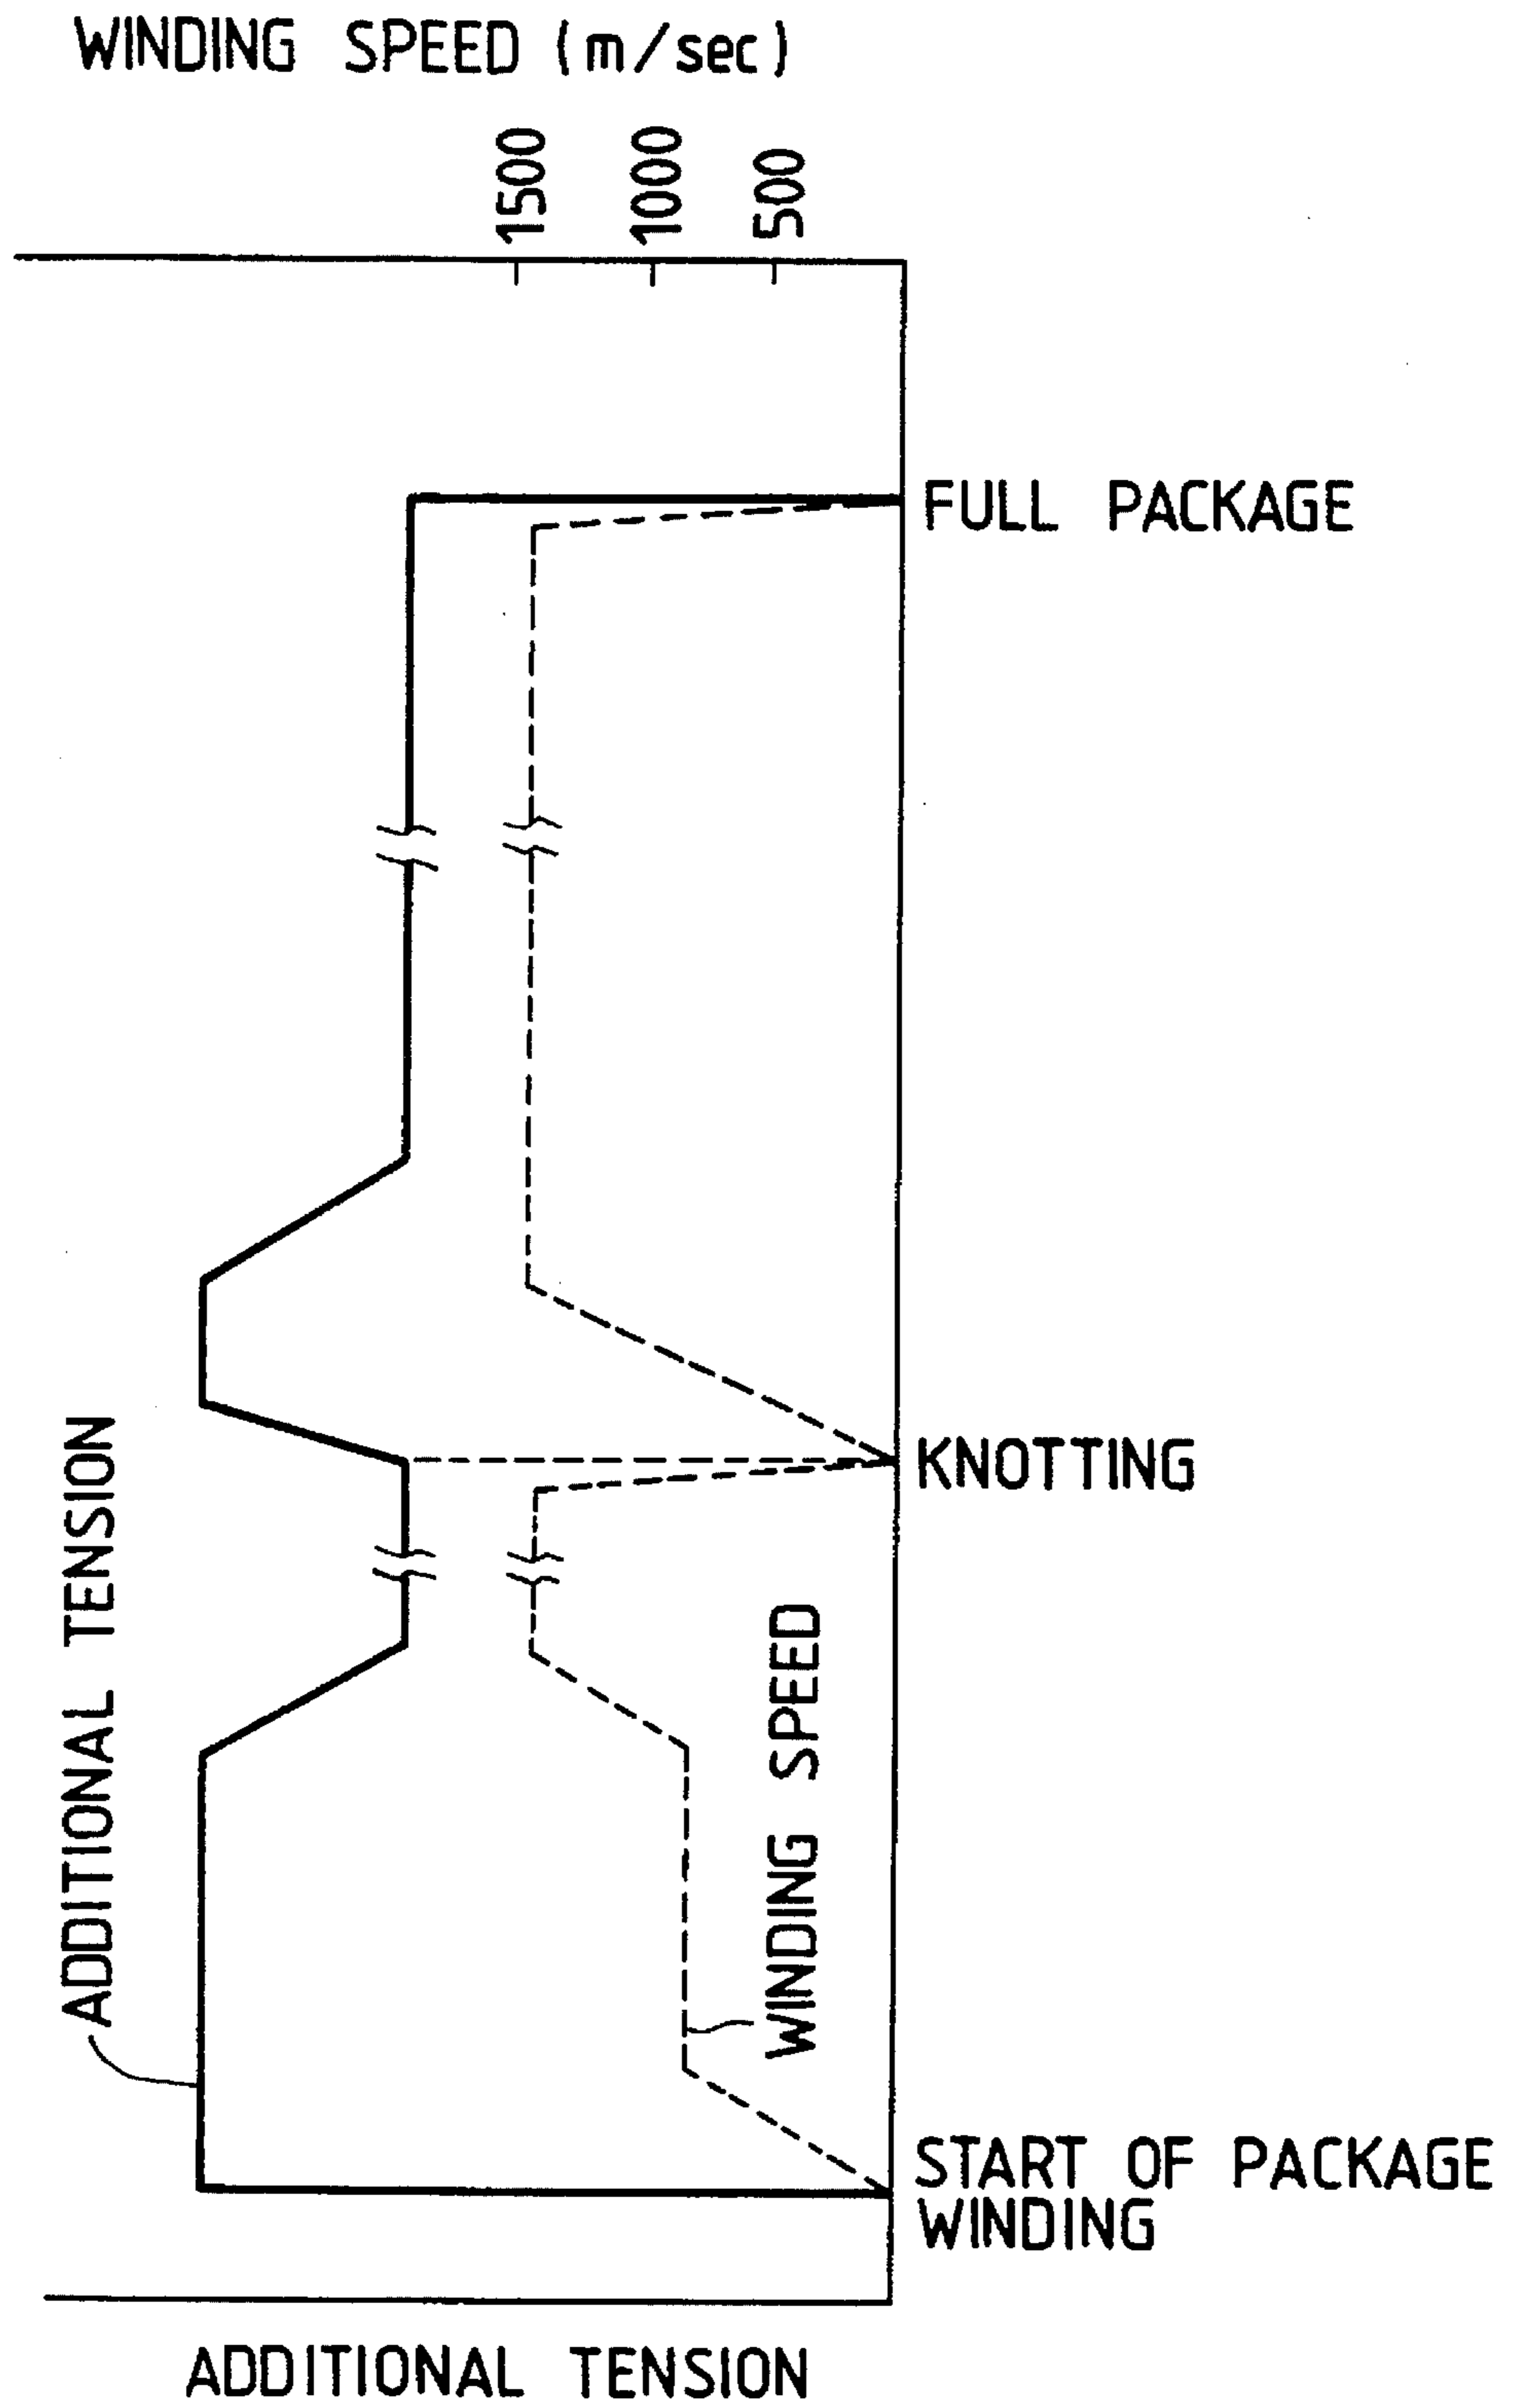 WINDING SPEED (m/sec)
1500
1000
500
FULL PACKAGE
KNOTTING
ADDITIONAL TENSION
WINDING SPEED
START OF PACKAGE
WINDING
ADDITIONAL TENSION